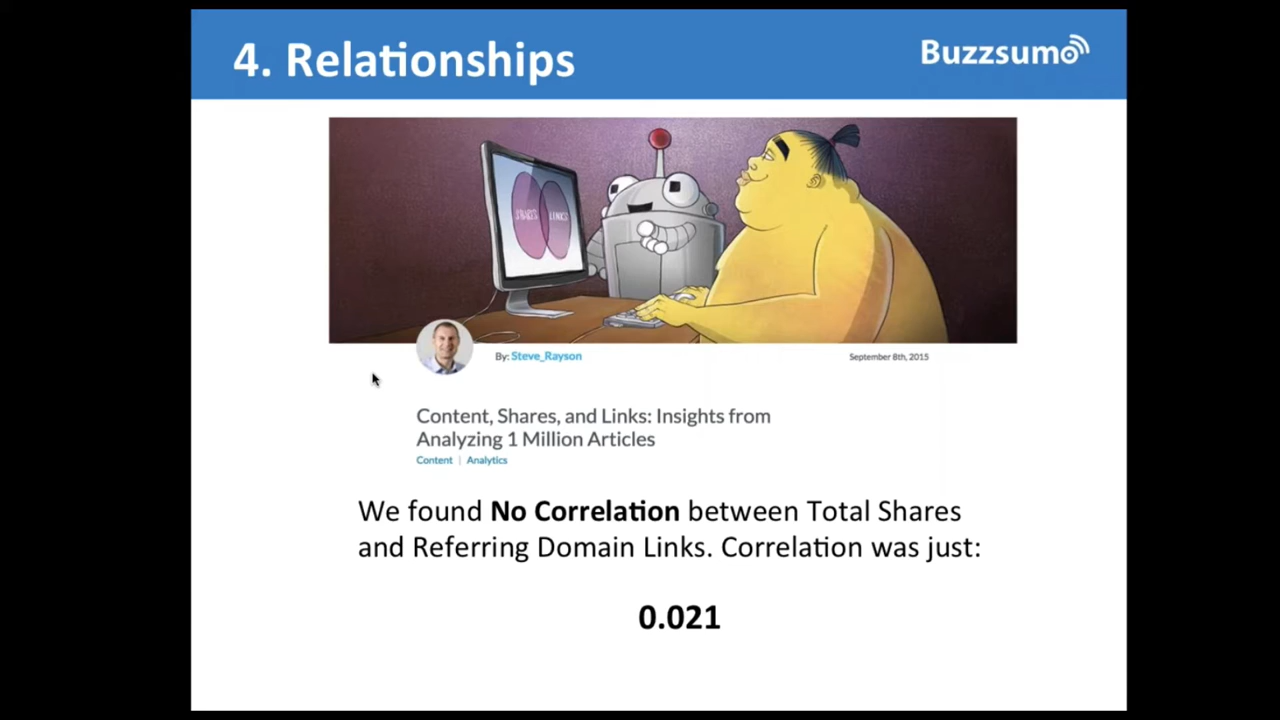 4. Relationships
Buzzsumo
SHARES LINKS
By: Steve_Rayson
September 8th, 2015
Content, Shares, and Links: Insights from
Analyzing 1 Million Articles
Content | Analytics
We found No Correlation between Total Shares
and Referring Domain Links. Correlation was just:
0.021